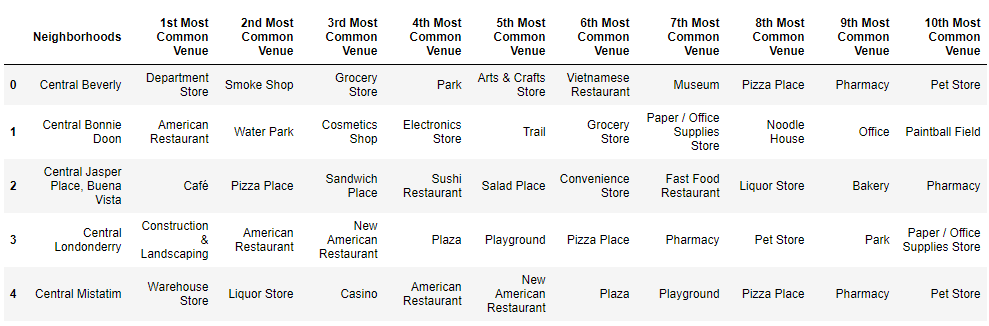 Neighborhoods 1st Most Common Venue 2nd Most Common Venue 3rd Most Common Venue 4th Most Common Venue 5th Most Common Venue 6th Most Common Venue 7th Most Common Venue 8th Most Common Venue 9th Most Common Venue 10th Most Common Venue
0 Central Beverly Department Store Smoke Shop Grocery Store Park Arts & Crafts Store Vietnamese Restaurant Museum Pizza Place Pharmacy Pet Store
1 Central Bonnie Doon American Restaurant Water Park Cosmetics Shop Electronics Store Trail Grocery Store Paper / Office Supplies Store Noodle House Office Paintball Field
2 Central Jasper Place, Buena Vista Café Pizza Place Sandwich Place Sushi Restaurant Salad Place Convenience Store Fast Food Restaurant Liquor Store Bakery Pharmacy
3 Central Londonderry Construction & Landscaping American Restaurant New American Restaurant Plaza Playground Pizza Place Pharmacy Pet Store Park Paper / Office Supplies Store
4 Central Mistatim Warehouse Store Liquor Store Casino American Restaurant New American Restaurant Plaza Playground Pizza Place Pharmacy Pet Store